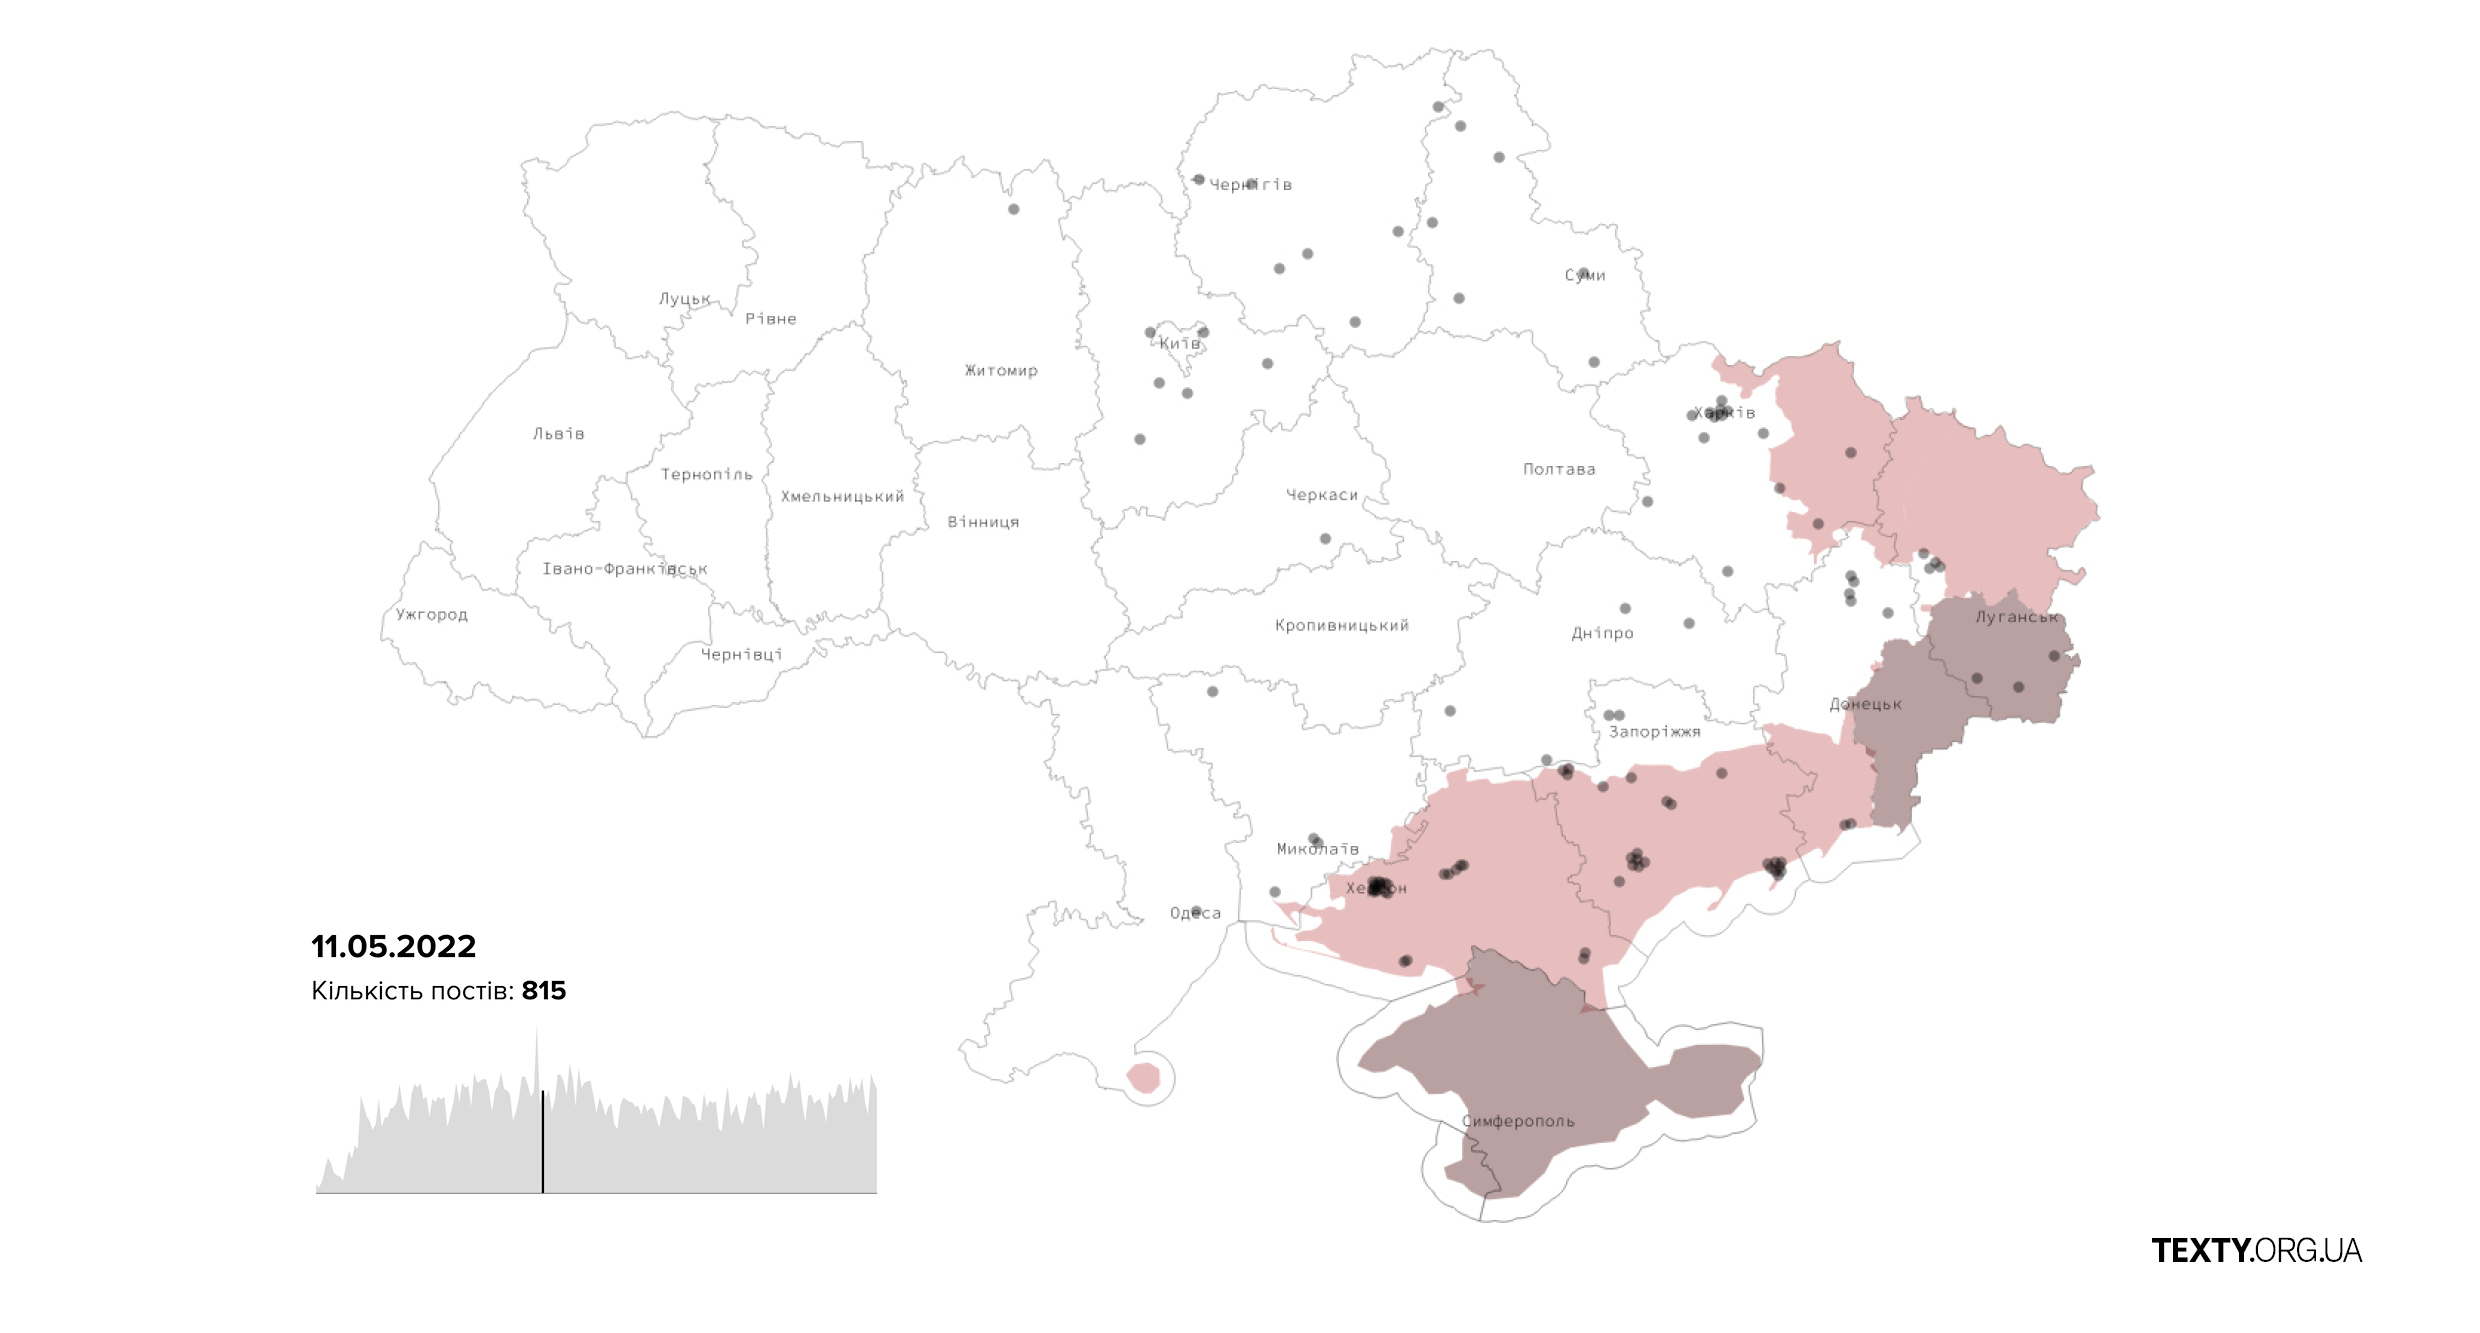 Чернігів
Суми
Луцьк
Рівне
Київ
Житомир
Харків
Львів
Полтава
Тернопіль
Хмельницький
Черкаси
Вінниця
Івано-Франківськ
Ужгород
Луганськ
Кропивницький
Дніпро
Чернівці
Донецьк
Запоріжжя
Миколаїв
Херсон
Одеса
11.05.2022
Кількість постів: 815
Симферополь
TEXTY.ORG.UA